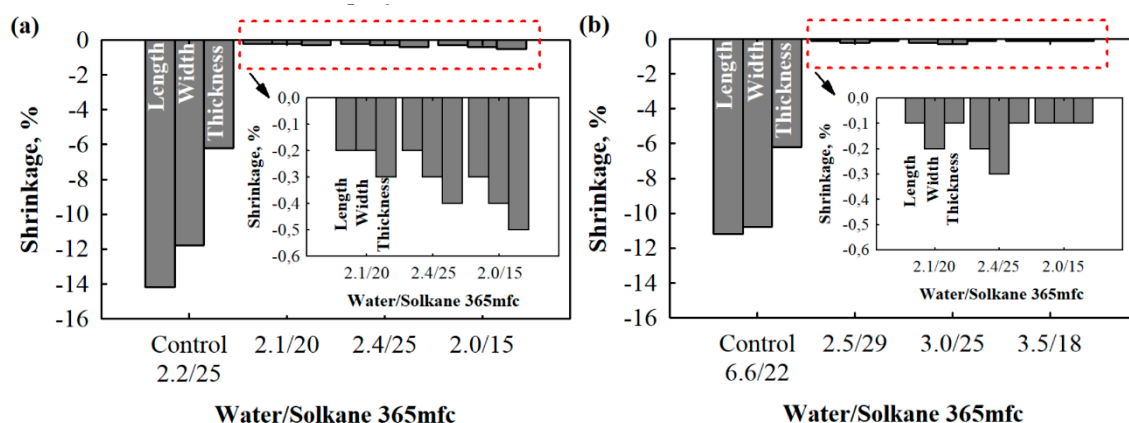 (a)
Shrinkage, %
0
-2
-4
-6
-8
-10
-12
-14
-16
Length
Width
Thickness
Shrinkage, %
0,0
-0,1
-0,2
-0,3
-0,4
-0,5
-0,6
Length
Width
Thickness
2.1/20 2.4/25 2.0/15
Water/Solkane 365mfc
Control 2.1/20 2.4/25 2.0/15
2.2/25
Water/Solkane 365mfc
(b)
Shrinkage, %
0
-2
-4
-6
-8
-10
-12
-14
-16
Length
Width
Thickness
Shrinkage, %
0,0
-0,1
-0,2
-0,3
-0,4
-0,5
-0,6
Length
Width
Thickness
2.1/20 2.4/25 2.0/15
Water/Solkane 365mfc
Control 2.5/29 3.0/25 3.5/18
6.6/22
Water/Solkane 365mfc